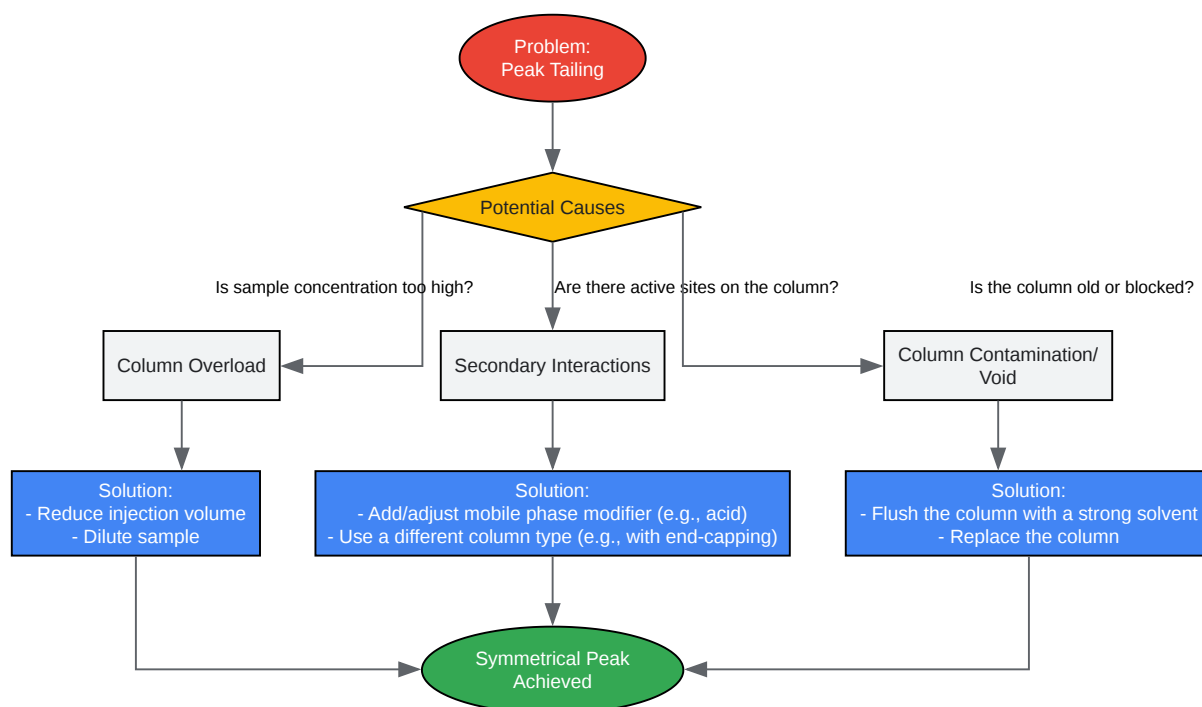 Problem:
Peak Tailing
Potential Causes
Is sample concentration too high?
Are there active sites on the column?
Is the column old or blocked?
Column Overload
Secondary Interactions
Column Contamination/
Void
Solution:
- Reduce injection volume
- Dilute sample
Solution:
- Add/adjust mobile phase modifier (e.g., acid)
- Use a different column type (e.g., with end-capping)
Solution:
- Flush the column with a strong solvent
- Replace the column
Symmetrical Peak
Achieved